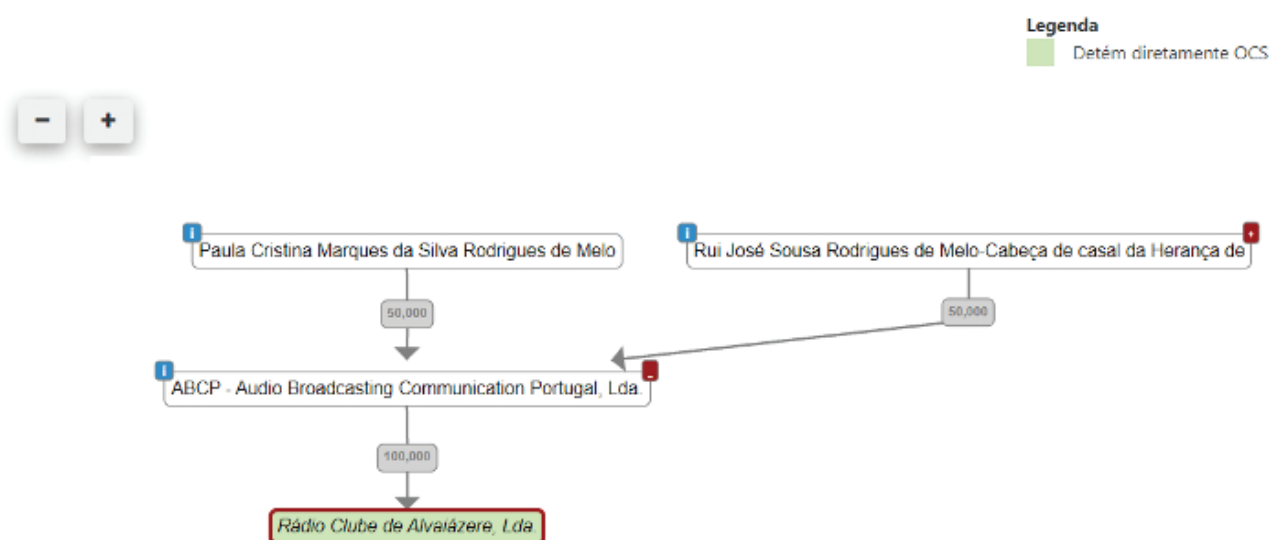 Legenda
Detém diretamente OCS
- +
i
Paula Cristina Marques da Silva Rodrigues de Melo
i
Rui José Sousa Rodrigues de Melo-Cabeça de casal da Herança de
+
50,000
50,000
i
ABCP - Audio Broadcasting Communication Portugal, Lda.
-
100,000
Rádio Clube de Alvaiázere, Lda.